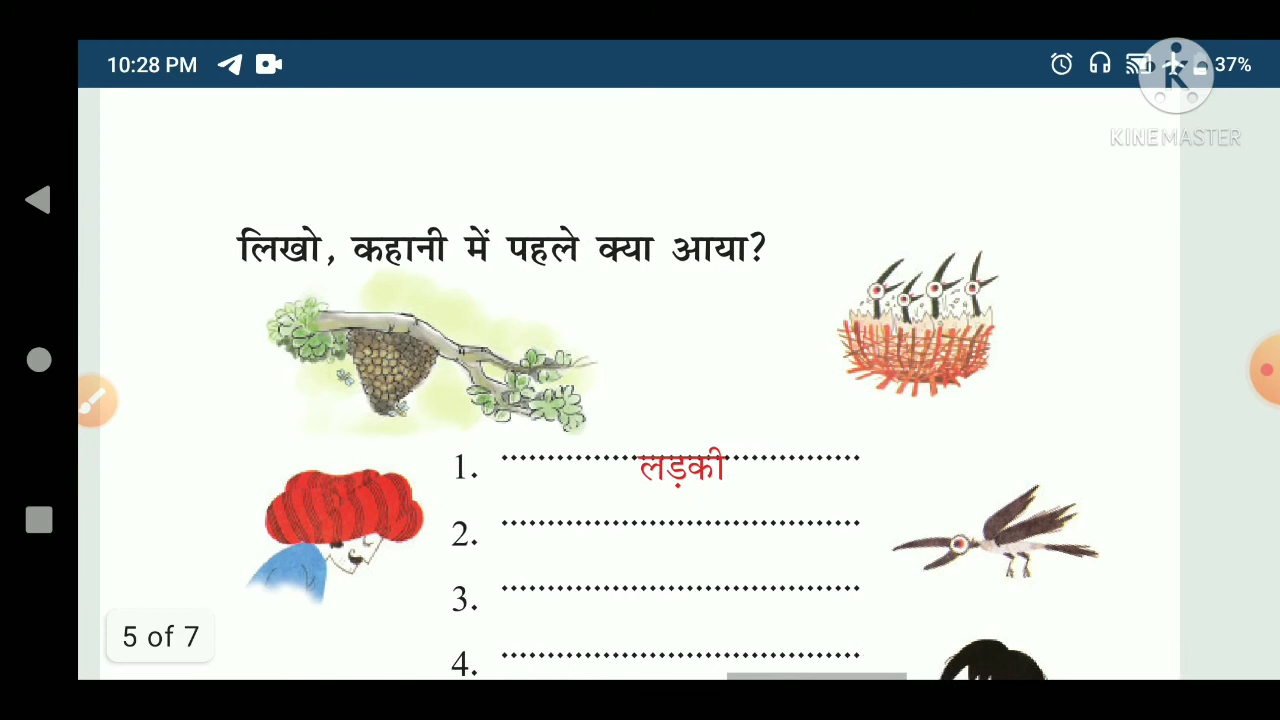 10:28 PM
37%
K
KINEMASTER
लिखो, कहानी में पहले क्या आया?
1. लड़की
2.
3.
4.
5 of 7